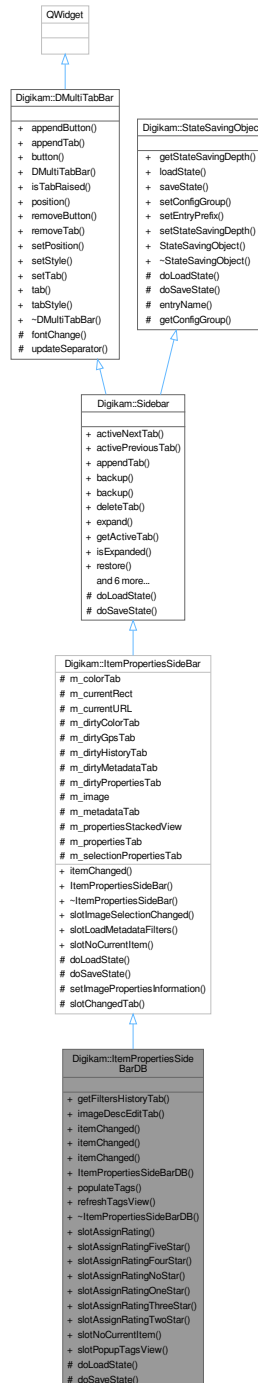 QWidget
Digikam::DMultiTabBar
+ appendButton()
+ appendTab()
+ button()
+ DMultiTabBar()
+ isTabRaised()
+ position()
+ removeButton()
+ removeTab()
+ setPosition()
+ setStyle()
+ setTab()
+ tab()
+ tabStyle()
+ ~DMultiTabBar()
# fontChange()
# updateSeparator()
Digikam::StateSavingObject
+ getStateSavingDepth()
+ loadState()
+ saveState()
+ setConfigGroup()
+ setEntryPrefix()
+ setStateSavingDepth()
+ StateSavingObject()
+ ~StateSavingObject()
# doLoadState()
# doSaveState()
# entryName()
# getConfigGroup()
Digikam::Sidebar
+ activeNextTab()
+ activePreviousTab()
+ appendTab()
+ backup()
+ backup()
+ deleteTab()
+ expand()
+ getActiveTab()
+ isExpanded()
+ restore()
and 6 more...
# doLoadState()
# doSaveState()
Digikam::ItemPropertiesSideBar
# m_colorTab
# m_currentRect
# m_currentURL
# m_dirtyColorTab
# m_dirtyGpsTab
# m_dirtyHistoryTab
# m_dirtyMetadataTab
# m_dirtyPropertiesTab
# m_image
# m_metadataTab
# m_propertiesStackedView
# m_propertiesTab
# m_selectionPropertiesTab
+ itemChanged()
+ ItemPropertiesSideBar()
+ ~ItemPropertiesSideBar()
+ slotImageSelectionChanged()
+ slotLoadMetadataFilters()
+ slotNoCurrentItem()
# doLoadState()
# doSaveState()
# setImagePropertiesInformation()
# slotChangedTab()
Digikam::ItemPropertiesSide
BarDB
+ getFiltersHistoryTab()
+ imageDescEditTab()
+ itemChanged()
+ itemChanged()
+ itemChanged()
+ ItemPropertiesSideBarDB()
+ populateTags()
+ refreshTagsView()
+ ~ItemPropertiesSideBarDB()
+ slotAssignRating()
+ slotAssignRatingFiveStar()
+ slotAssignRatingFourStar()
+ slotAssignRatingNoStar()
+ slotAssignRatingOneStar()
+ slotAssignRatingThreeStar()
+ slotAssignRatingTwoStar()
+ slotNoCurrentItem()
+ slotPopupTagsView()
# doLoadState()
# doSaveState()